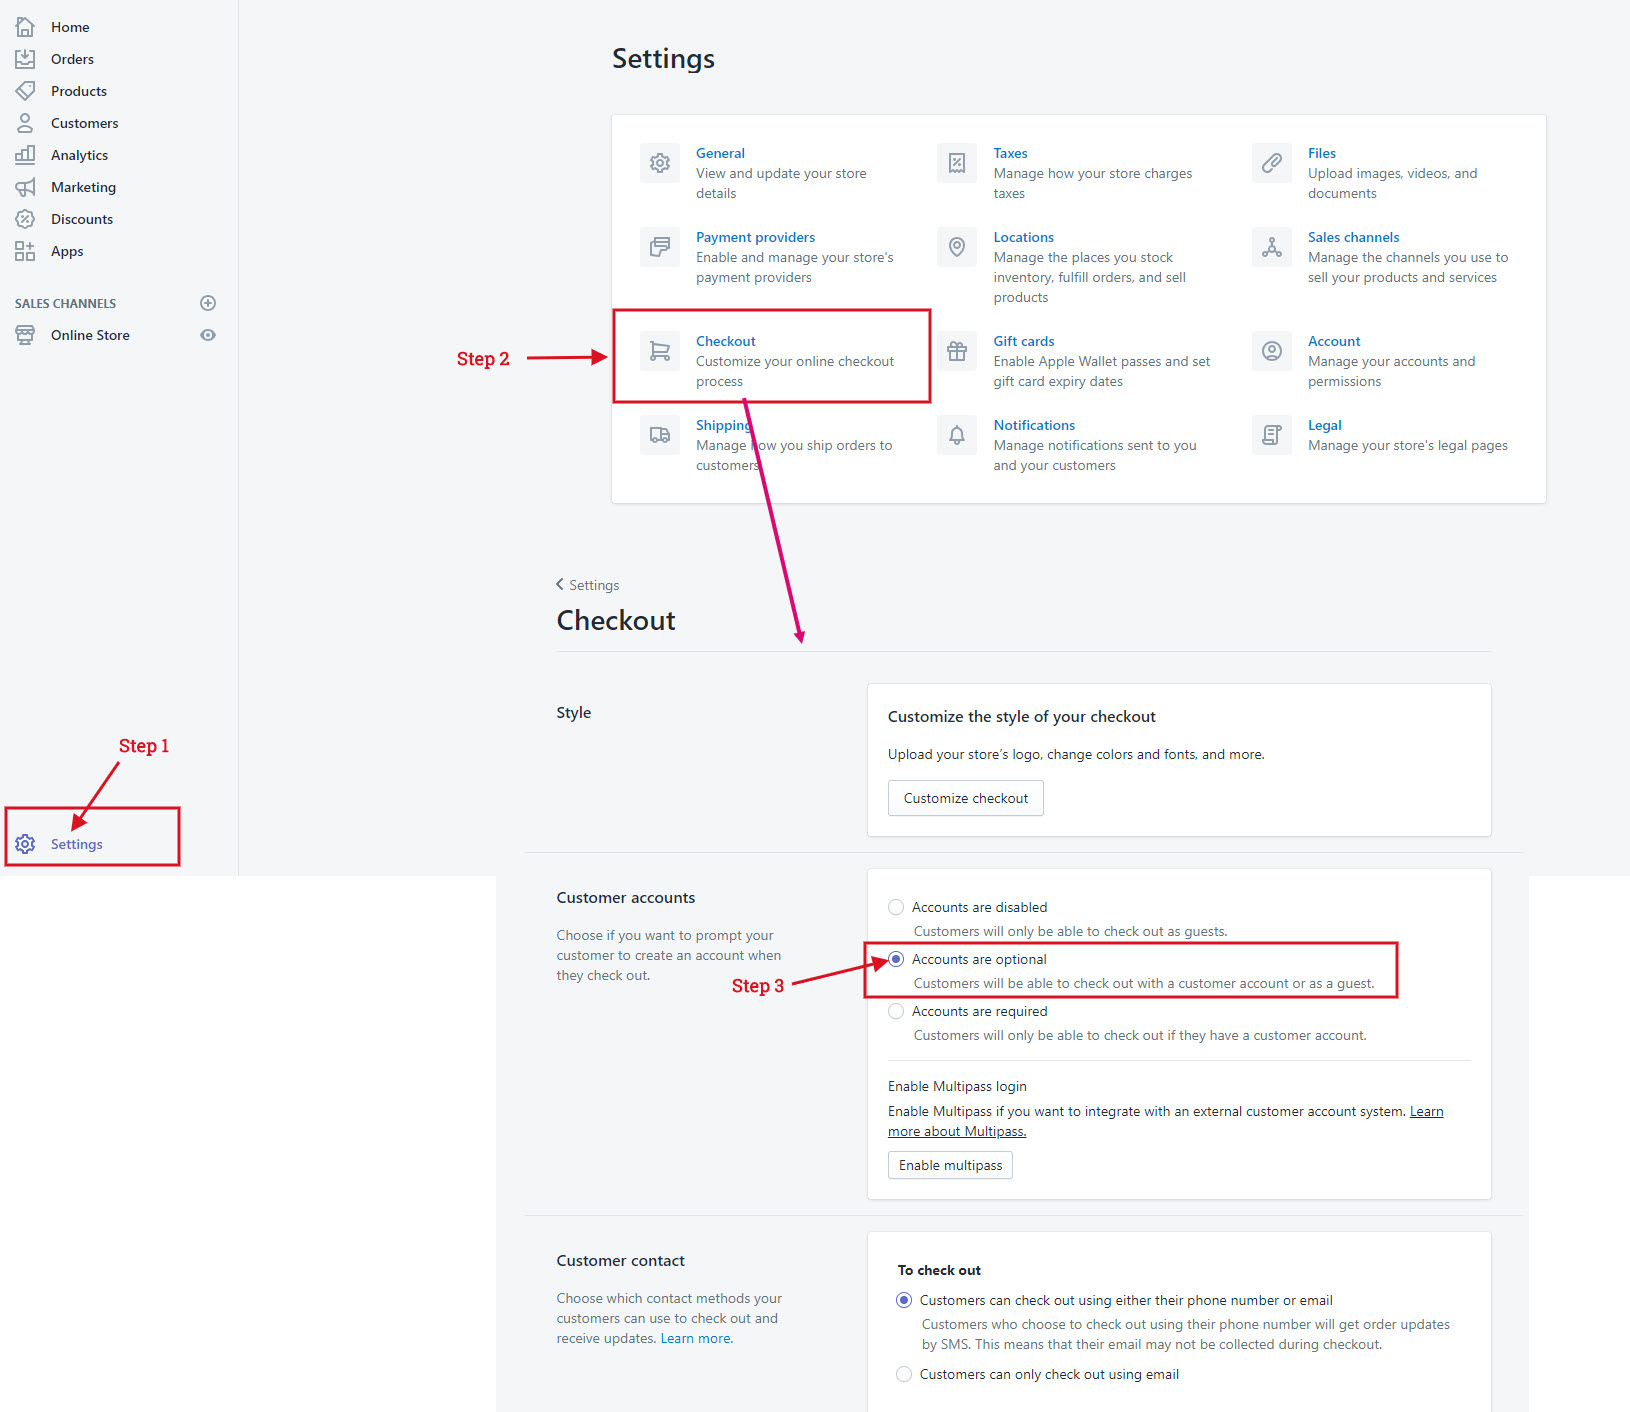 Home
Orders
Products
Customers
Analytics
Marketing
Discounts
Apps
SALES CHANNELS
Online Store
Step 1
Settings
Settings
General
View and update your store
details
Taxes
Manage how your store charges
taxes
Files
Upload images, videos, and
documents
Payment providers
Enable and manage your store's
payment providers
Locations
Manage the places you stock
inventory, fulfill orders, and sell
products
Sales channels
Manage the channels you use to
sell your products and services
Step 2
Checkout
Customize your online checkout
process
Gift cards
Enable Apple Wallet passes and set
gift card expiry dates
Account
Manage your accounts and
permissions
Shipping
Manage how you ship orders to
customers
Notifications
Manage notifications sent to you
and your customers
Legal
Manage your store's legal pages
Settings
Checkout
Style
Customize the style of your checkout
Upload your store’s logo, change colors and fonts, and more.
Customize checkout
Customer accounts
Choose if you want to prompt your
customer to create an account when
they check out.
Accounts are disabled
Customers will only be able to check out as guests.
Step 3
Accounts are optional
Customers will be able to check out with a customer account or as a guest.
Accounts are required
Customers will only be able to check out if they have a customer account.
Enable Multipass login
Enable Multipass if you want to integrate with an external customer account system. Learn
more about Multipass.
Enable multipass
Customer contact
Choose which contact methods your
customers can use to check out and
receive updates. Learn more.
To check out
Customers can check out using either their phone number or email
Customers who choose to check out using their phone number will get order updates
by SMS. This means that their email may not be collected during checkout.
Customers can only check out using email